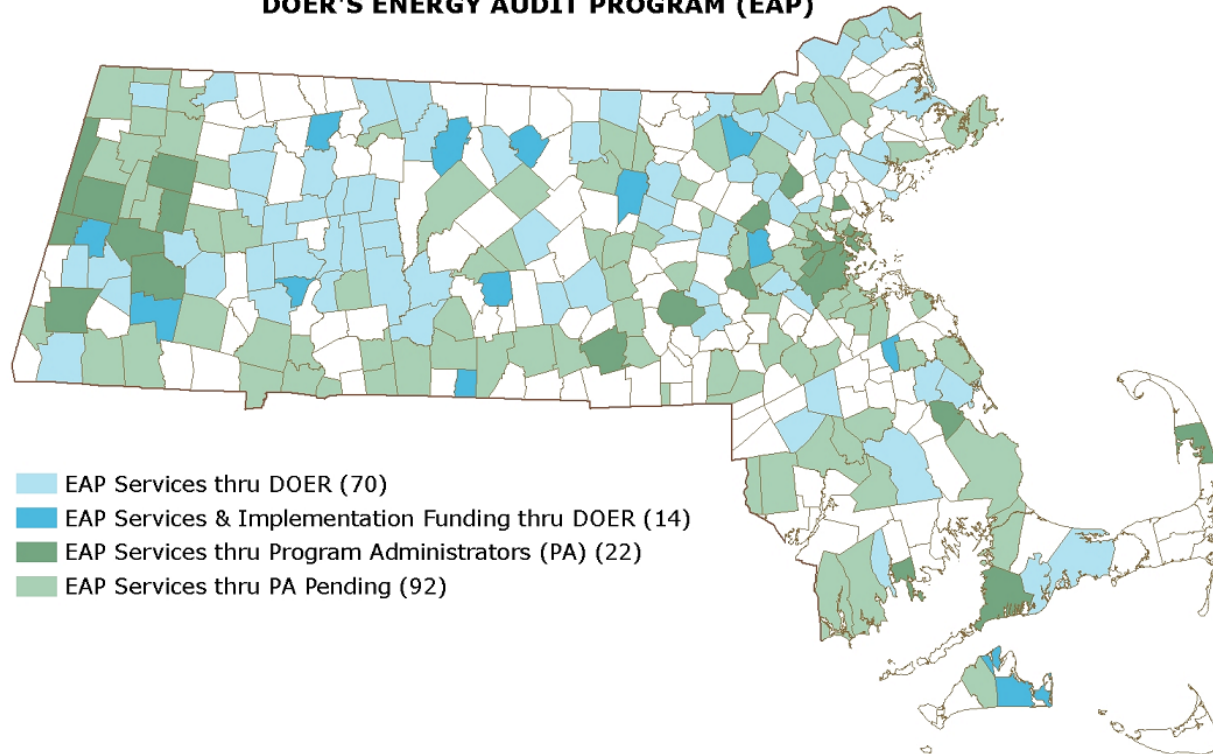 DOER'S ENERGY AUDIT PROGRAM (EAP)
EAP Services thru DOER (70)
EAP Services & Implementation Funding thru DOER (14)
EAP Services thru Program Administrators (PA) (22)
EAP Services thru PA Pending (92)